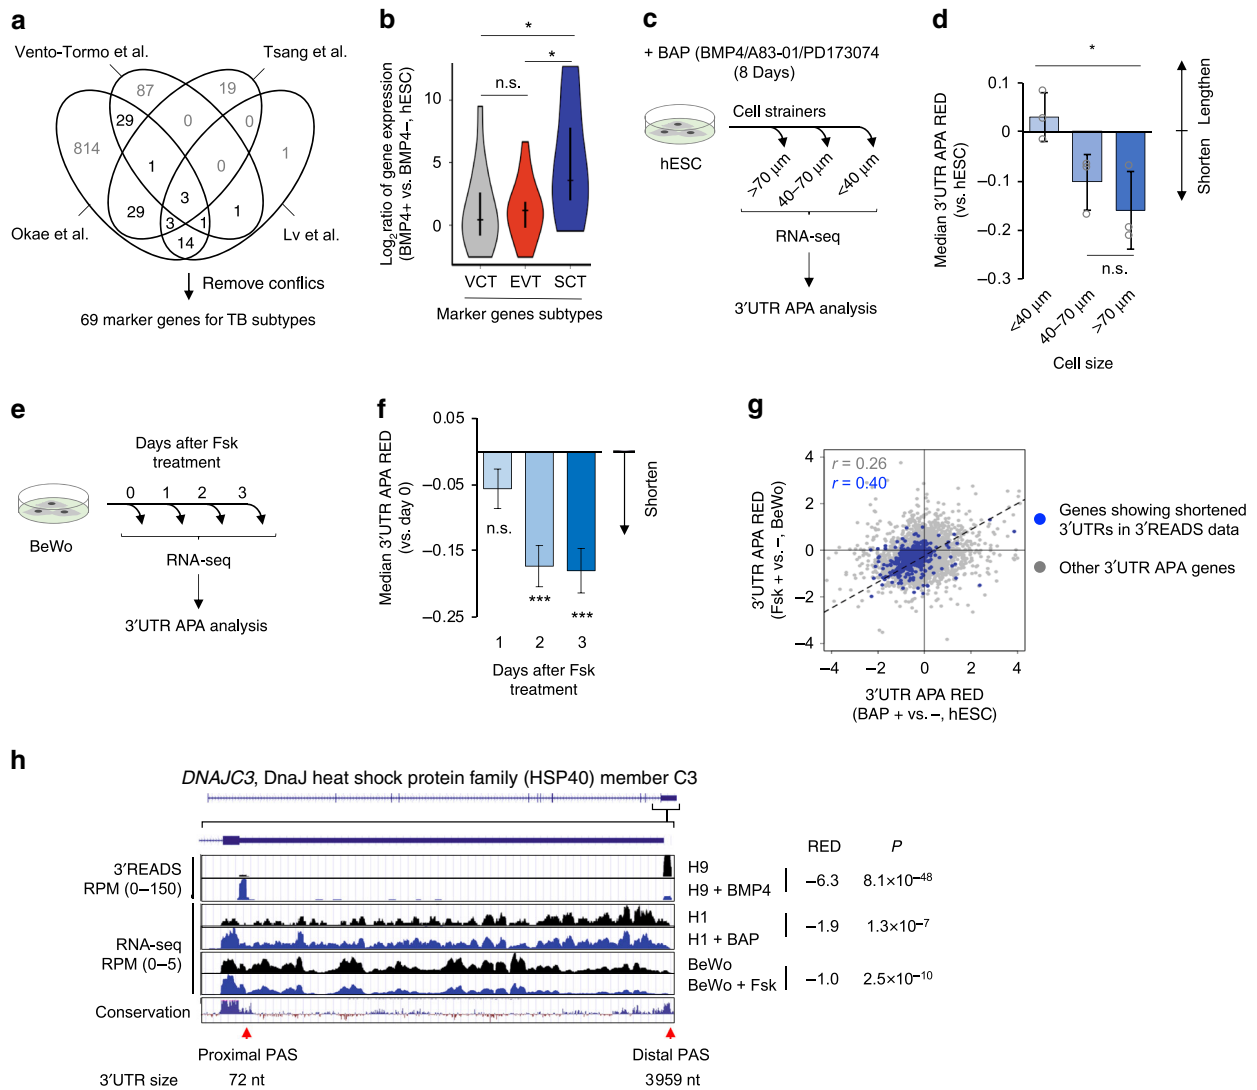 a
Vento-Tormo et al.
Tsang et al.
87
19
29
0
0
814
1
0
1
3
29
1
3
1
14
Okae et al.
Lv et al.
Remove conflics
69 marker genes for TB subtypes
b
Log2 ratio of gene expression
(BMP4+ vs. BMP4−, hESC)
10
5
0
*
*
n.s.
VCT
EVT
SCT
Marker genes subtypes
c
+ BAP (BMP4/A83-01/PD173074
(8 Days)
Cell strainers
hESC
>70 µm
40–70 µm
<40 µm
RNA-seq
3′UTR APA analysis
d
Median 3′UTR APA RED
(vs. hESC)
0.1
0
−0.1
−0.2
−0.3
*
n.s.
Lengthen
Shorten
<40 µm
40–70 µm
>70 µm
Cell size
e
Days after Fsk
treatment
0 1 2 3
BeWo
RNA-seq
3′UTR APA analysis
f
Median 3′UTR APA RED
(vs. day 0)
0.05
−0.05
−0.15
−0.25
n.s.
***
***
Shorten
1 2 3
Days after Fsk
treatment
g
3′UTR APA RED
(Fsk + vs. −, BeWo)
4
2
0
−2
−4
r = 0.26
r = 0.40
−4 −2 0 2 4
3′UTR APA RED
(BAP + vs. −, hESC)
Genes showing shortened
3′UTRs in 3′READS data
Other 3′UTR APA genes
h
DNAJC3, DnaJ heat shock protein family (HSP40) member C3
RED P
3′READS
RPM (0–150)
H9
H9 + BMP4
−6.3 8.1×10−48
RNA-seq
RPM (0–5)
H1
H1 + BAP
−1.9 1.3×10−7
BeWo
BeWo + Fsk
−1.0 2.5×10−10
Conservation
Proximal PAS
Distal PAS
3′UTR size
72 nt
3959 nt